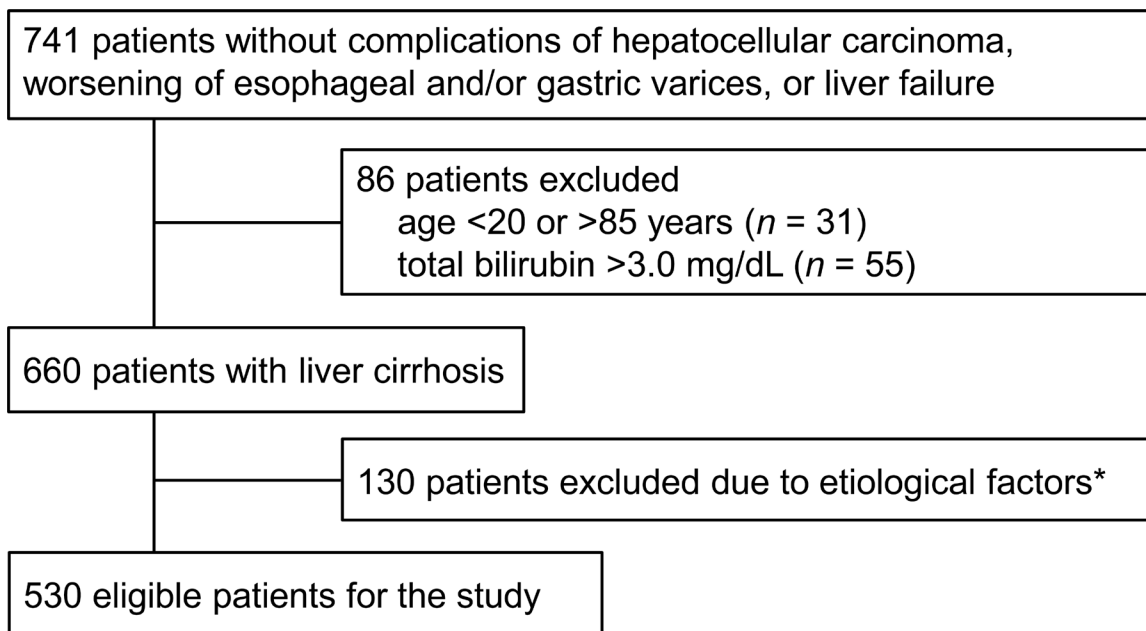 741 patients without complications of hepatocellular carcinoma,
worsening of esophageal and/or gastric varices, or liver failure
86 patients excluded
age <20 or >85 years (n = 31)
total bilirubin >3.0 mg/dL (n = 55)
660 patients with liver cirrhosis
130 patients excluded due to etiological factors*
530 eligible patients for the study